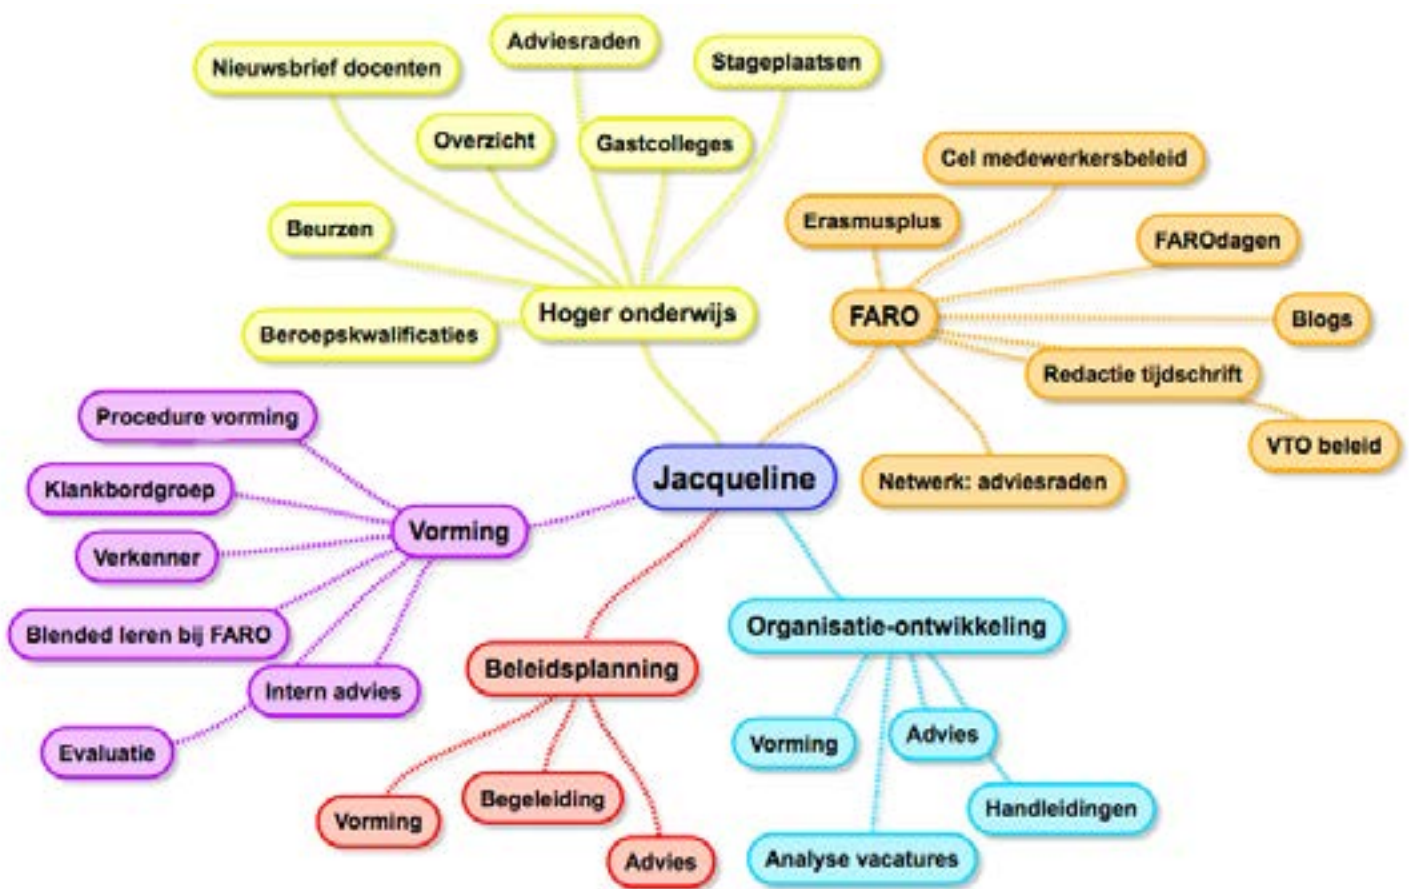 Adviesraden
Nieuwsbrief docenten
Stageplaatsen
Overzicht
Gastcolleges
Beurzen
Hoger onderwijs
Beroepskwalificaties
Cel medewerkersbeleid
Erasmusplus
FAROdagen
FARO
Blogs
Redactie tijdschrift
VTO beleid
Netwerk: adviesraden
Jacqueline
Procedure vorming
Klankbordgroep
Vorming
Verkenner
Blended leren bij FARO
Intern advies
Evaluatie
Beleidsplanning
Vorming
Begeleiding
Advies
Organisatie-ontwikkeling
Vorming
Advies
Handleidingen
Analyse vacatures